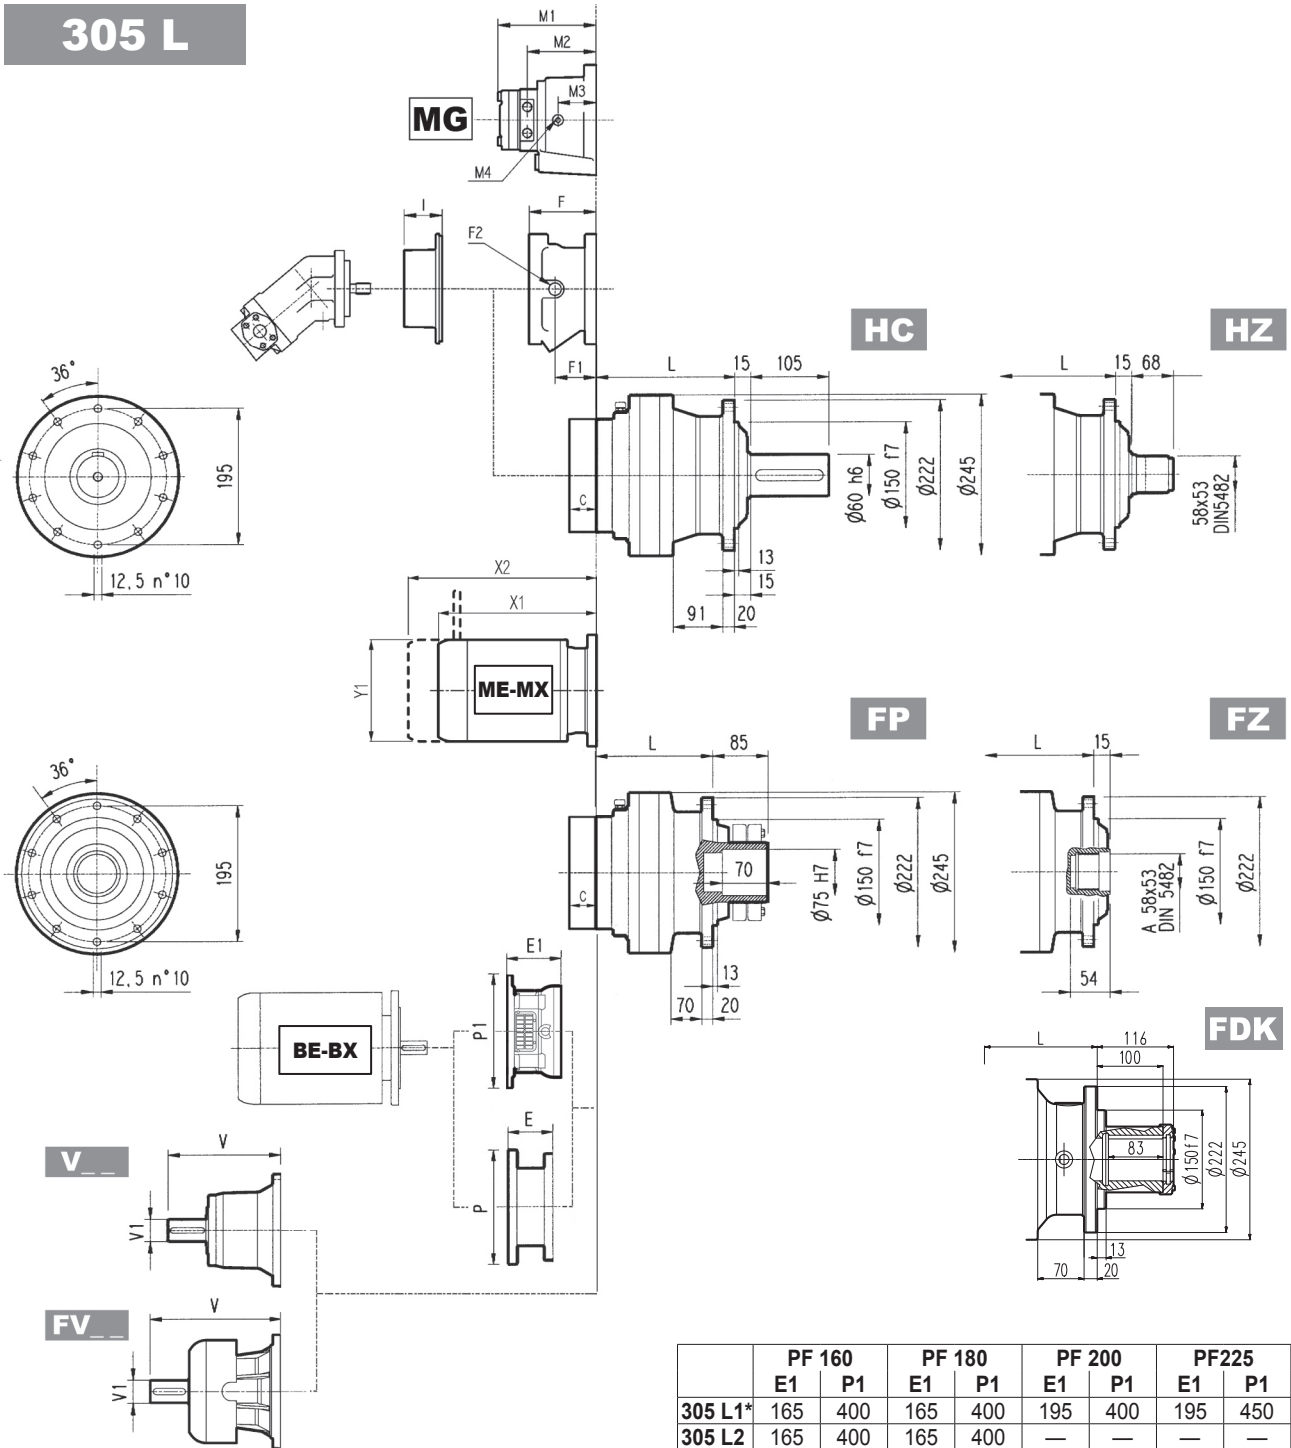 305 L
M1
M2
M3
MG
M4
I
F
F2
F1
HC
HZ
36°
195
12,5 n°10
C
L
15
105
Ø60 h6
Ø150 f7
Ø222
Ø245
13
15
91
20
L
15
68
58x53
DIN5482
X2
X1
Y1
ME-MX
FP
FZ
36°
195
12,5 n°10
C
L
85
70
Ø75 H7
Ø150 f7
Ø222
Ø245
13
70
20
L
15
A 58x53
DIN 5482
Ø150 f7
Ø222
54
E1
P1
BE-BX
E
P
FDK
L
116
100
83
Ø150f7
Ø222
Ø245
13
70
20
V_ _
V
V1
FV_ _
V
V1
PF 160 PF 180 PF 200 PF225
E1 P1 E1 P1 E1 P1 E1 P1
305 L1* 165 400 165 400 195 400 195 450
305 L2 165 400 165 400 — — — —